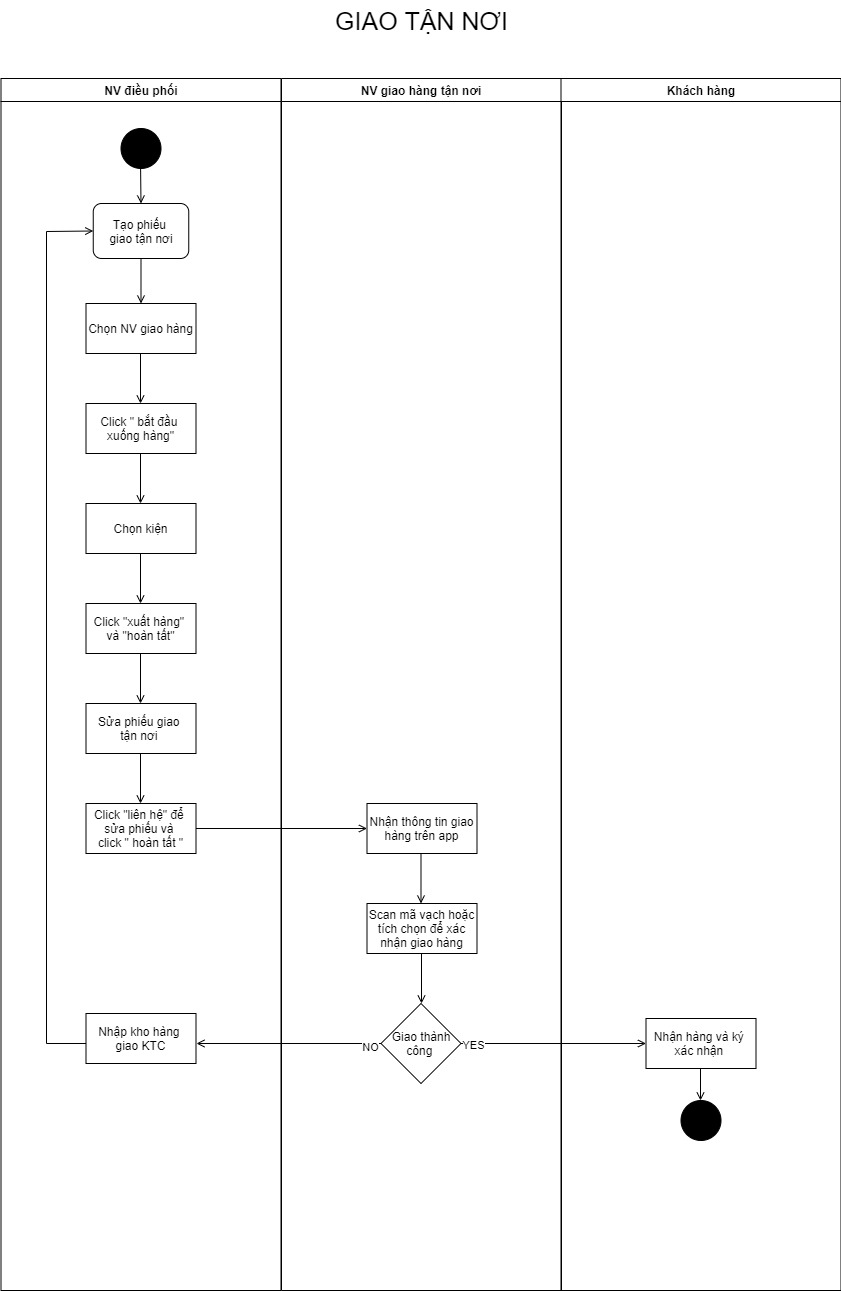 GIAO TẬN NƠI
NV điều phối
NV giao hàng tận nơi
Khách hàng
Tạo phiếu
giao tận nơi
Chọn NV giao hàng
Click " bắt đầu
xuống hàng"
Chọn kiện
Click "xuất hàng"
và "hoàn tất"
Sửa phiếu giao
tận nơi
Click "liên hệ" để
sửa phiếu và
click " hoàn tất "
Nhận thông tin giao
hàng trên app
Scan mã vạch hoặc
tích chọn để xác
nhận giao hàng
Giao thành
công
NO
YES
Nhập kho hàng
giao KTC
Nhận hàng và ký
xác nhận